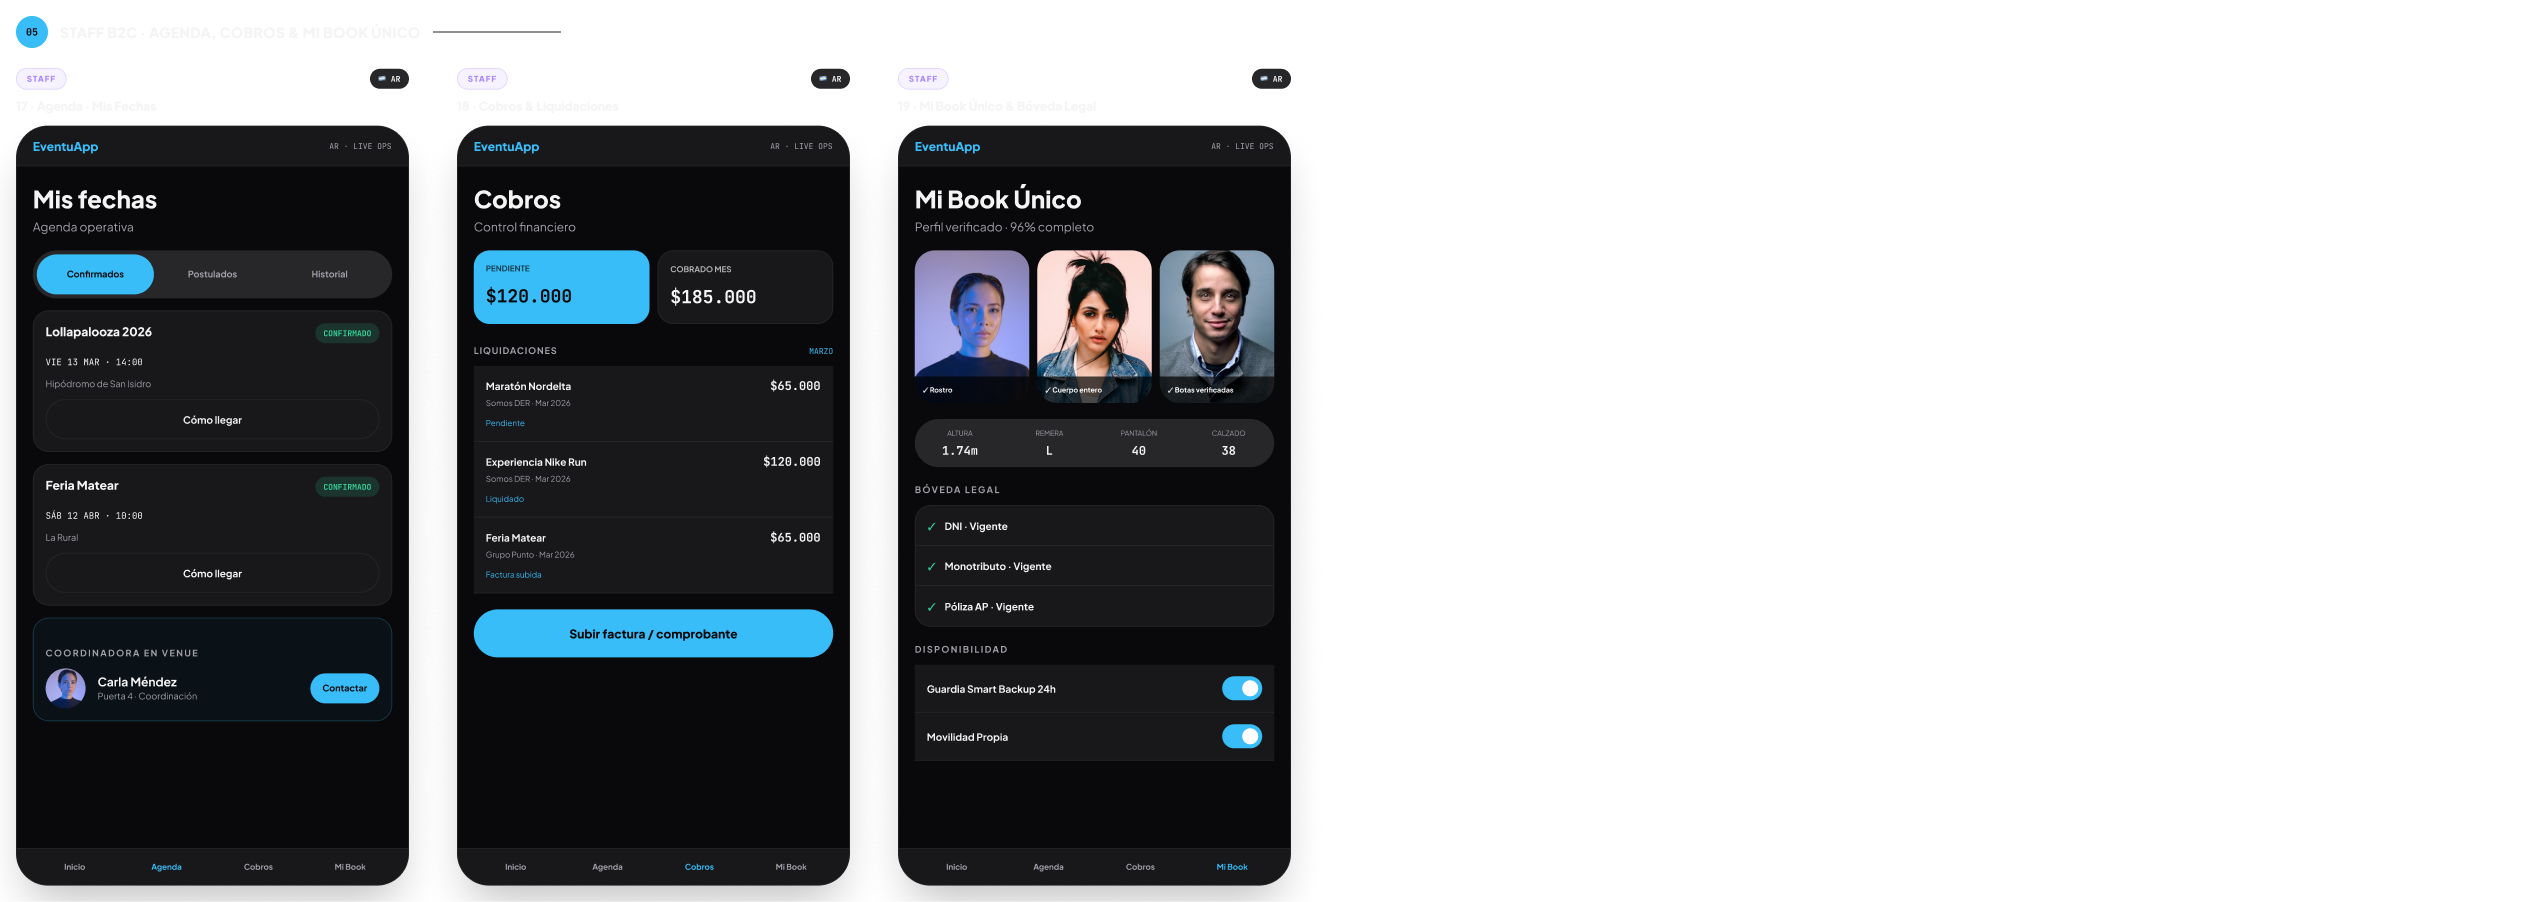 05
STAFF B2C · AGENDA, COBROS & MI BOOK ÚNICO
STAFF
AR
17 · Agenda · Mis Fechas
EventuApp
AR · LIVE OPS
Mis fechas
Agenda operativa
Confirmados
Postulados
Historial
Lollapalooza 2026
CONFIRMADO
VIE 13 MAR · 14:00
Hipódromo de San Isidro
Cómo llegar
Feria Matear
CONFIRMADO
SÁB 12 ABR · 10:00
La Rural
Cómo llegar
COORDINADORA EN VENUE
Carla Méndez
Puerta 4 · Coordinación
Contactar
Inicio
Agenda
Cobros
Mi Book
STAFF
AR
18 · Cobros & Liquidaciones
EventuApp
AR · LIVE OPS
Cobros
Control financiero
PENDIENTE
$120.000
COBRADO MES
$185.000
LIQUIDACIONES
MARZO
Maratón Nordelta
$65.000
Somos DER · Mar 2026
Pendiente
Experiencia Nike Run
$120.000
Somos DER · Mar 2026
Liquidado
Feria Matear
$65.000
Grupo Punto · Mar 2026
Factura subida
Subir factura / comprobante
Inicio
Agenda
Cobros
Mi Book
STAFF
AR
19 · Mi Book Único & Bóveda Legal
EventuApp
AR · LIVE OPS
Mi Book Único
Perfil verificado · 96% completo
✓ Rostro
✓ Cuerpo entero
✓ Botas verificadas
ALTURA
1.74m
REMERA
L
PANTALÓN
40
CALZADO
38
BÓVEDA LEGAL
✓ DNI · Vigente
✓ Monotributo · Vigente
✓ Póliza AP · Vigente
DISPONIBILIDAD
Guardia Smart Backup 24h
Movilidad Propia
Inicio
Agenda
Cobros
Mi Book